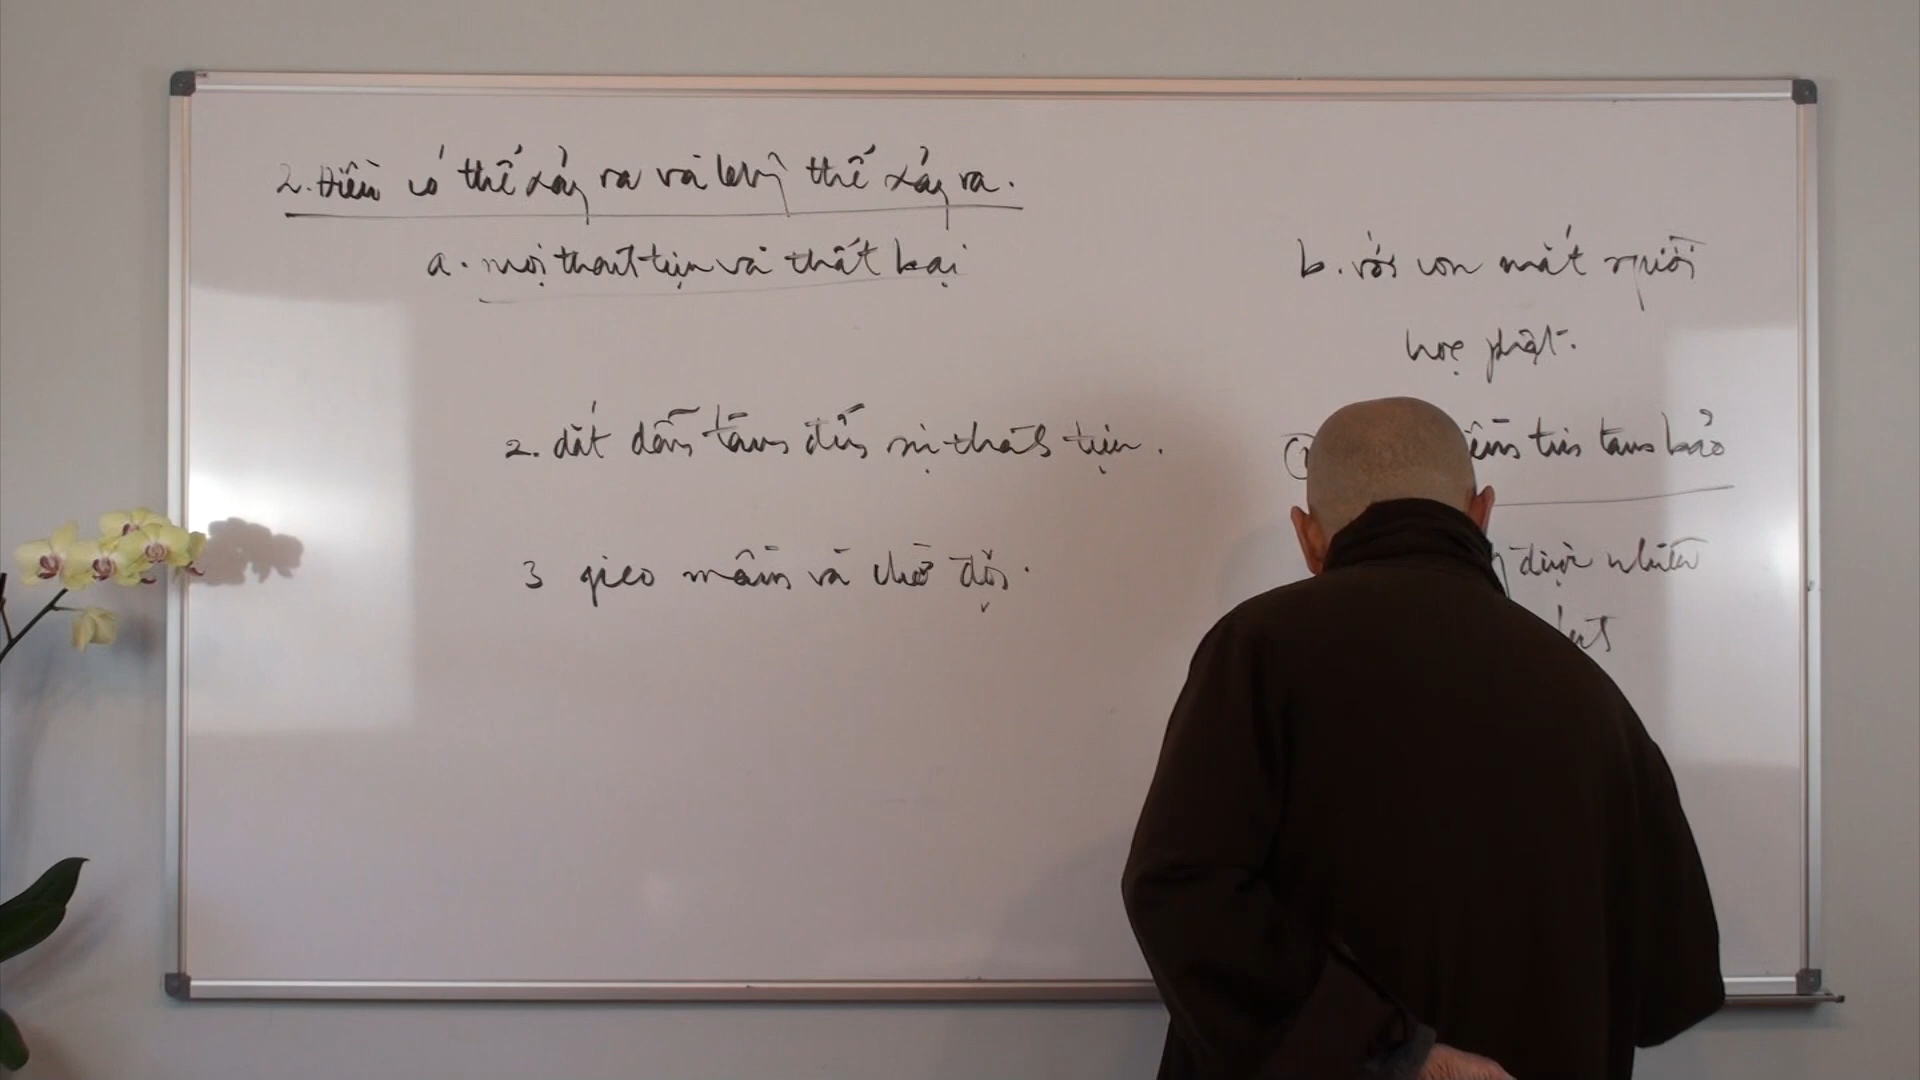 2. Điều có thể xảy ra và không thể xảy ra.
a. mọi thành tựu và thất bại
2. dắt dẫn tâm đến sự thành tựu.
3 gieo mầm và chờ đợi.
b. với con mắt người
học phật.
tin tam bảo
được nhiều